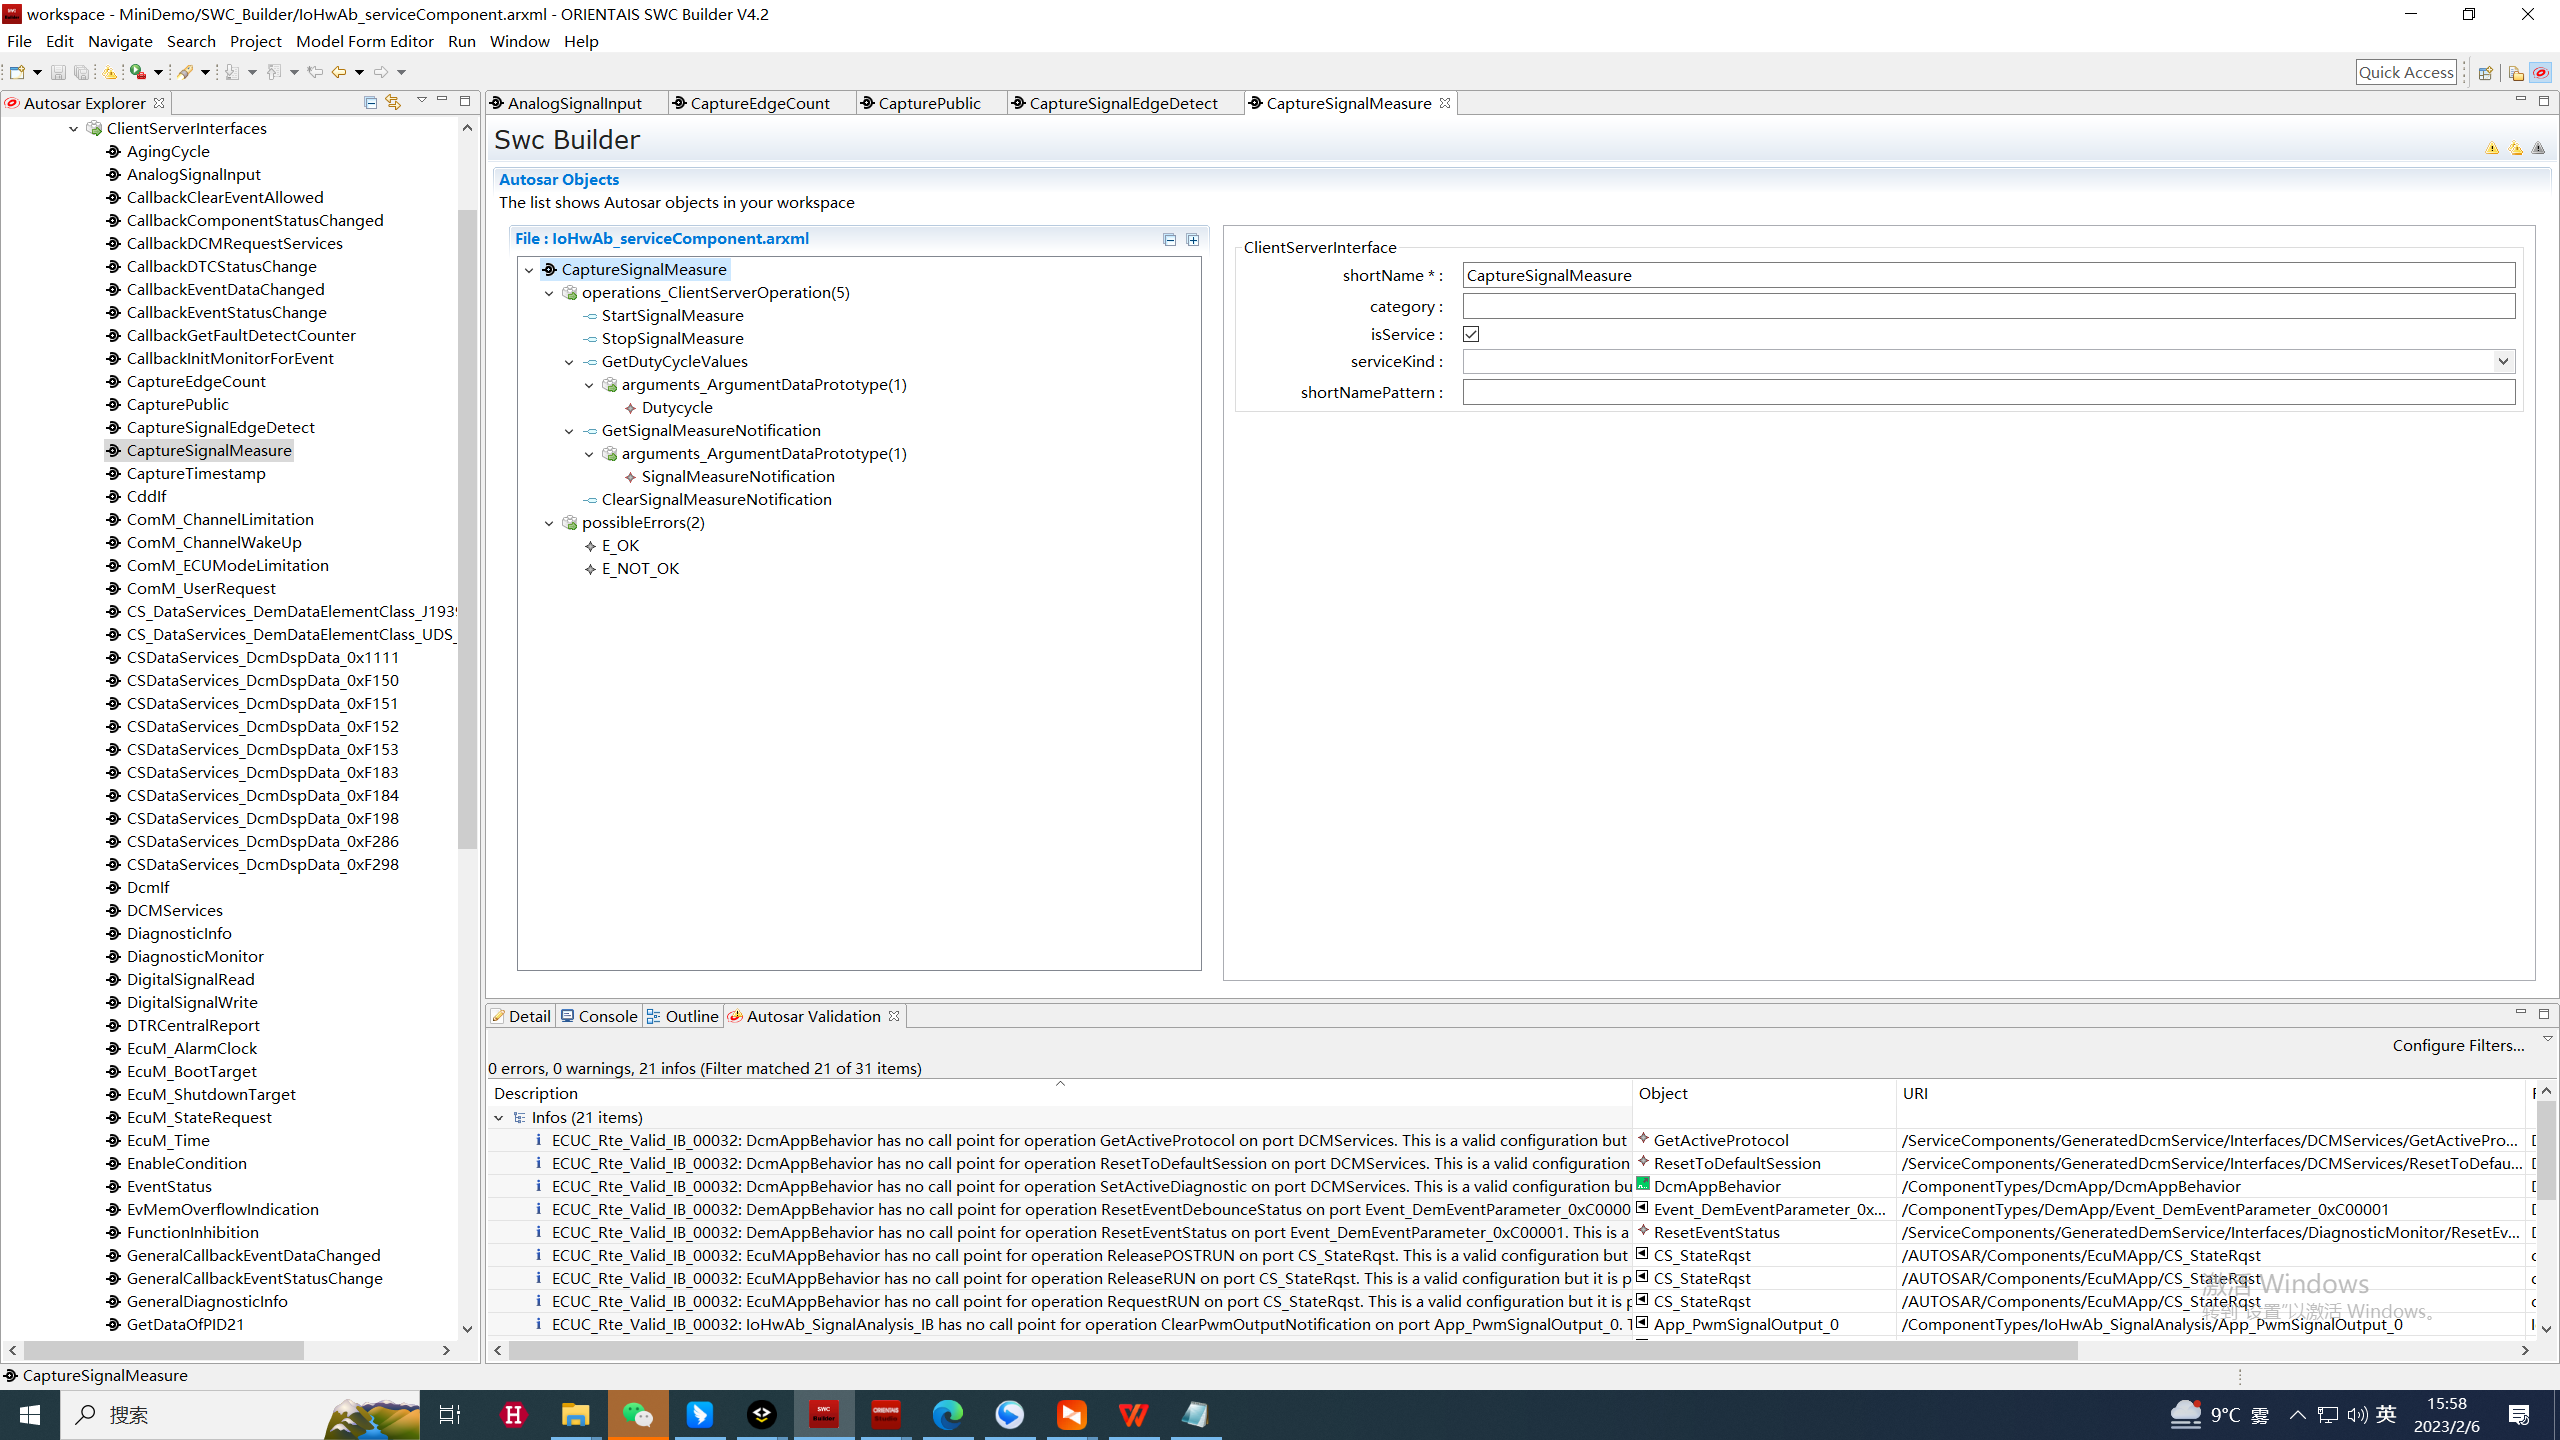 workspace - MiniDemo/SWC_Builder/IoHwAb_serviceComponent.arxml - ORIENTAIS SWC Builder V4.2
File Edit Navigate Search Project Model Form Editor Run Window Help
Quick Access
Autosar Explorer
ClientServerInterfaces
AgingCycle
AnalogSignalInput
CallbackClearEventAllowed
CallbackComponentStatusChanged
CallbackDCMRequestServices
CallbackDTCStatusChange
CallbackEventDataChanged
CallbackEventStatusChange
CallbackGetFaultDetectCounter
CallbackInitMonitorForEvent
CaptureEdgeCount
CapturePublic
CaptureSignalEdgeDetect
CaptureSignalMeasure
CaptureTimestamp
CddIf
ComM_ChannelLimitation
ComM_ChannelWakeUp
ComM_ECUModeLimitation
ComM_UserRequest
CS_DataServices_DemDataElementClass_J193
CS_DataServices_DemDataElementClass_UDS_
CSDataServices_DcmDspData_0x1111
CSDataServices_DcmDspData_0xF150
CSDataServices_DcmDspData_0xF151
CSDataServices_DcmDspData_0xF152
CSDataServices_DcmDspData_0xF153
CSDataServices_DcmDspData_0xF183
CSDataServices_DcmDspData_0xF184
CSDataServices_DcmDspData_0xF198
CSDataServices_DcmDspData_0xF286
CSDataServices_DcmDspData_0xF298
DcmIf
DCMServices
DiagnosticInfo
DiagnosticMonitor
DigitalSignalRead
DigitalSignalWrite
DTRCentralReport
EcuM_AlarmClock
EcuM_BootTarget
EcuM_ShutdownTarget
EcuM_StateRequest
EcuM_Time
EnableCondition
EventStatus
EvMemOverflowIndication
FunctionInhibition
GeneralCallbackEventDataChanged
GeneralCallbackEventStatusChange
GeneralDiagnosticInfo
GetDataOfPID21
AnalogSignalInput CaptureEdgeCount CapturePublic CaptureSignalEdgeDetect CaptureSignalMeasure
Swc Builder
Autosar Objects
The list shows Autosar objects in your workspace
File : IoHwAb_serviceComponent.arxml
CaptureSignalMeasure
operations_ClientServerOperation(5)
StartSignalMeasure
StopSignalMeasure
GetDutyCycleValues
arguments_ArgumentDataPrototype(1)
Dutycycle
GetSignalMeasureNotification
arguments_ArgumentDataPrototype(1)
SignalMeasureNotification
ClearSignalMeasureNotification
possibleErrors(2)
E_OK
E_NOT_OK
ClientServerInterface
shortName * : CaptureSignalMeasure
category :
isService :
serviceKind :
shortNamePattern :
Detail Console Outline Autosar Validation
Configure Filters...
0 errors, 0 warnings, 21 infos (Filter matched 21 of 31 items)
Description Object URI
Infos (21 items)
ECUC_Rte_Valid_IB_00032: DcmAppBehavior has no call point for operation GetActiveProtocol on port DCMServices. This is a valid configuration but GetActiveProtocol /ServiceComponents/GeneratedDcmService/Interfaces/DCMServices/GetActivePro...
ECUC_Rte_Valid_IB_00032: DcmAppBehavior has no call point for operation ResetToDefaultSession on port DCMServices. This is a valid configuration ResetToDefaultSession /ServiceComponents/GeneratedDcmService/Interfaces/DCMServices/ResetToDefau...
ECUC_Rte_Valid_IB_00032: DcmAppBehavior has no call point for operation SetActiveDiagnostic on port DCMServices. This is a valid configuration bu DcmAppBehavior /ComponentTypes/DcmApp/DcmAppBehavior
ECUC_Rte_Valid_IB_00032: DemAppBehavior has no call point for operation ResetEventDebounceStatus on port Event_DemEventParameter_0xC0000 Event_DemEventParameter_0x... /ComponentTypes/DemApp/Event_DemEventParameter_0xC00001
ECUC_Rte_Valid_IB_00032: DemAppBehavior has no call point for operation ResetEventStatus on port Event_DemEventParameter_0xC00001. This is a ResetEventStatus /ServiceComponents/GeneratedDemService/Interfaces/DiagnosticMonitor/ResetEv...
ECUC_Rte_Valid_IB_00032: EcuMAppBehavior has no call point for operation ReleasePOSTRUN on port CS_StateRqst. This is a valid configuration but CS_StateRqst /AUTOSAR/Components/EcuMApp/CS_StateRqst
ECUC_Rte_Valid_IB_00032: EcuMAppBehavior has no call point for operation ReleaseRUN on port CS_StateRqst. This is a valid configuration but it is p CS_StateRqst /AUTOSAR/Components/EcuMApp/CS_StateRqst
ECUC_Rte_Valid_IB_00032: EcuMAppBehavior has no call point for operation RequestRUN on port CS_StateRqst. This is a valid configuration but it is p CS_StateRqst /AUTOSAR/Components/EcuMApp/CS_StateRqst
ECUC_Rte_Valid_IB_00032: IoHwAb_SignalAnalysis_IB has no call point for operation ClearPwmOutputNotification on port App_PwmSignalOutput_0. T App_PwmSignalOutput_0 /ComponentTypes/IoHwAb_SignalAnalysis/App_PwmSignalOutput_0
激活 Windows
转到"设置"以激活 Windows。
CaptureSignalMeasure
搜索
9°C 雾
英
15:58
2023/2/6